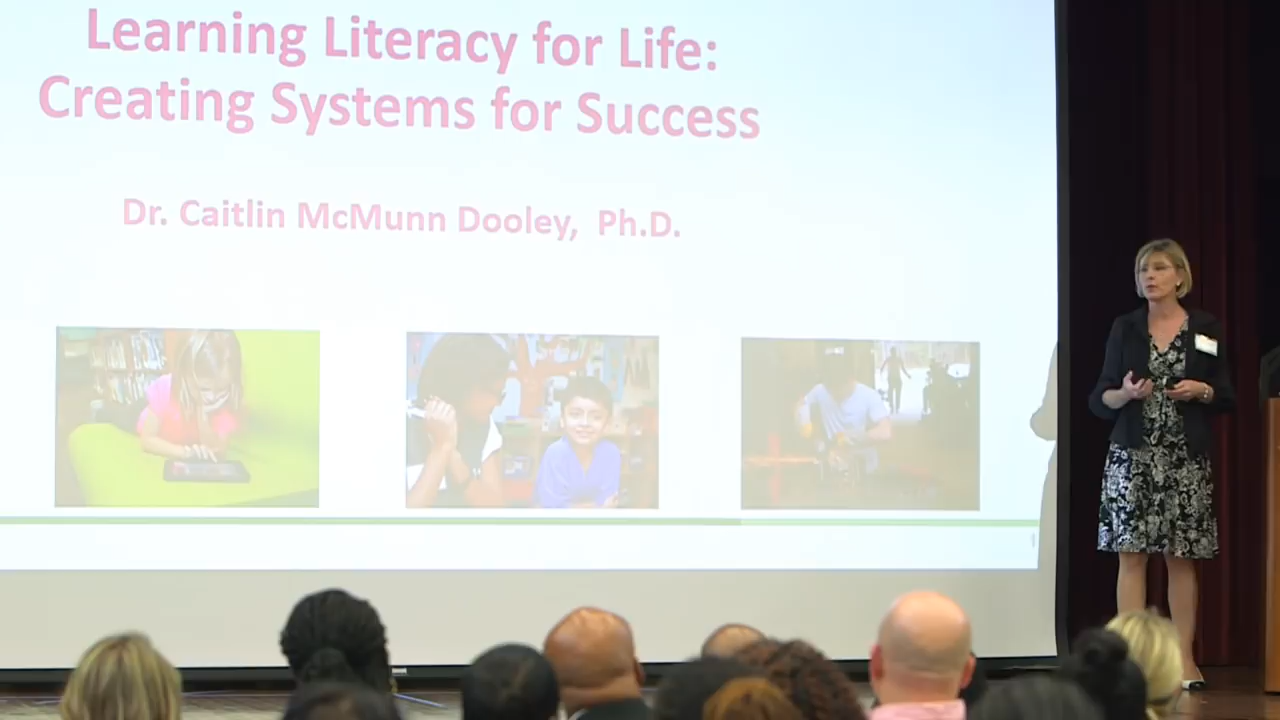 Learning Literacy for Life:
Creating Systems for Success
Dr. Caitlin McMunn Dooley, Ph.D.